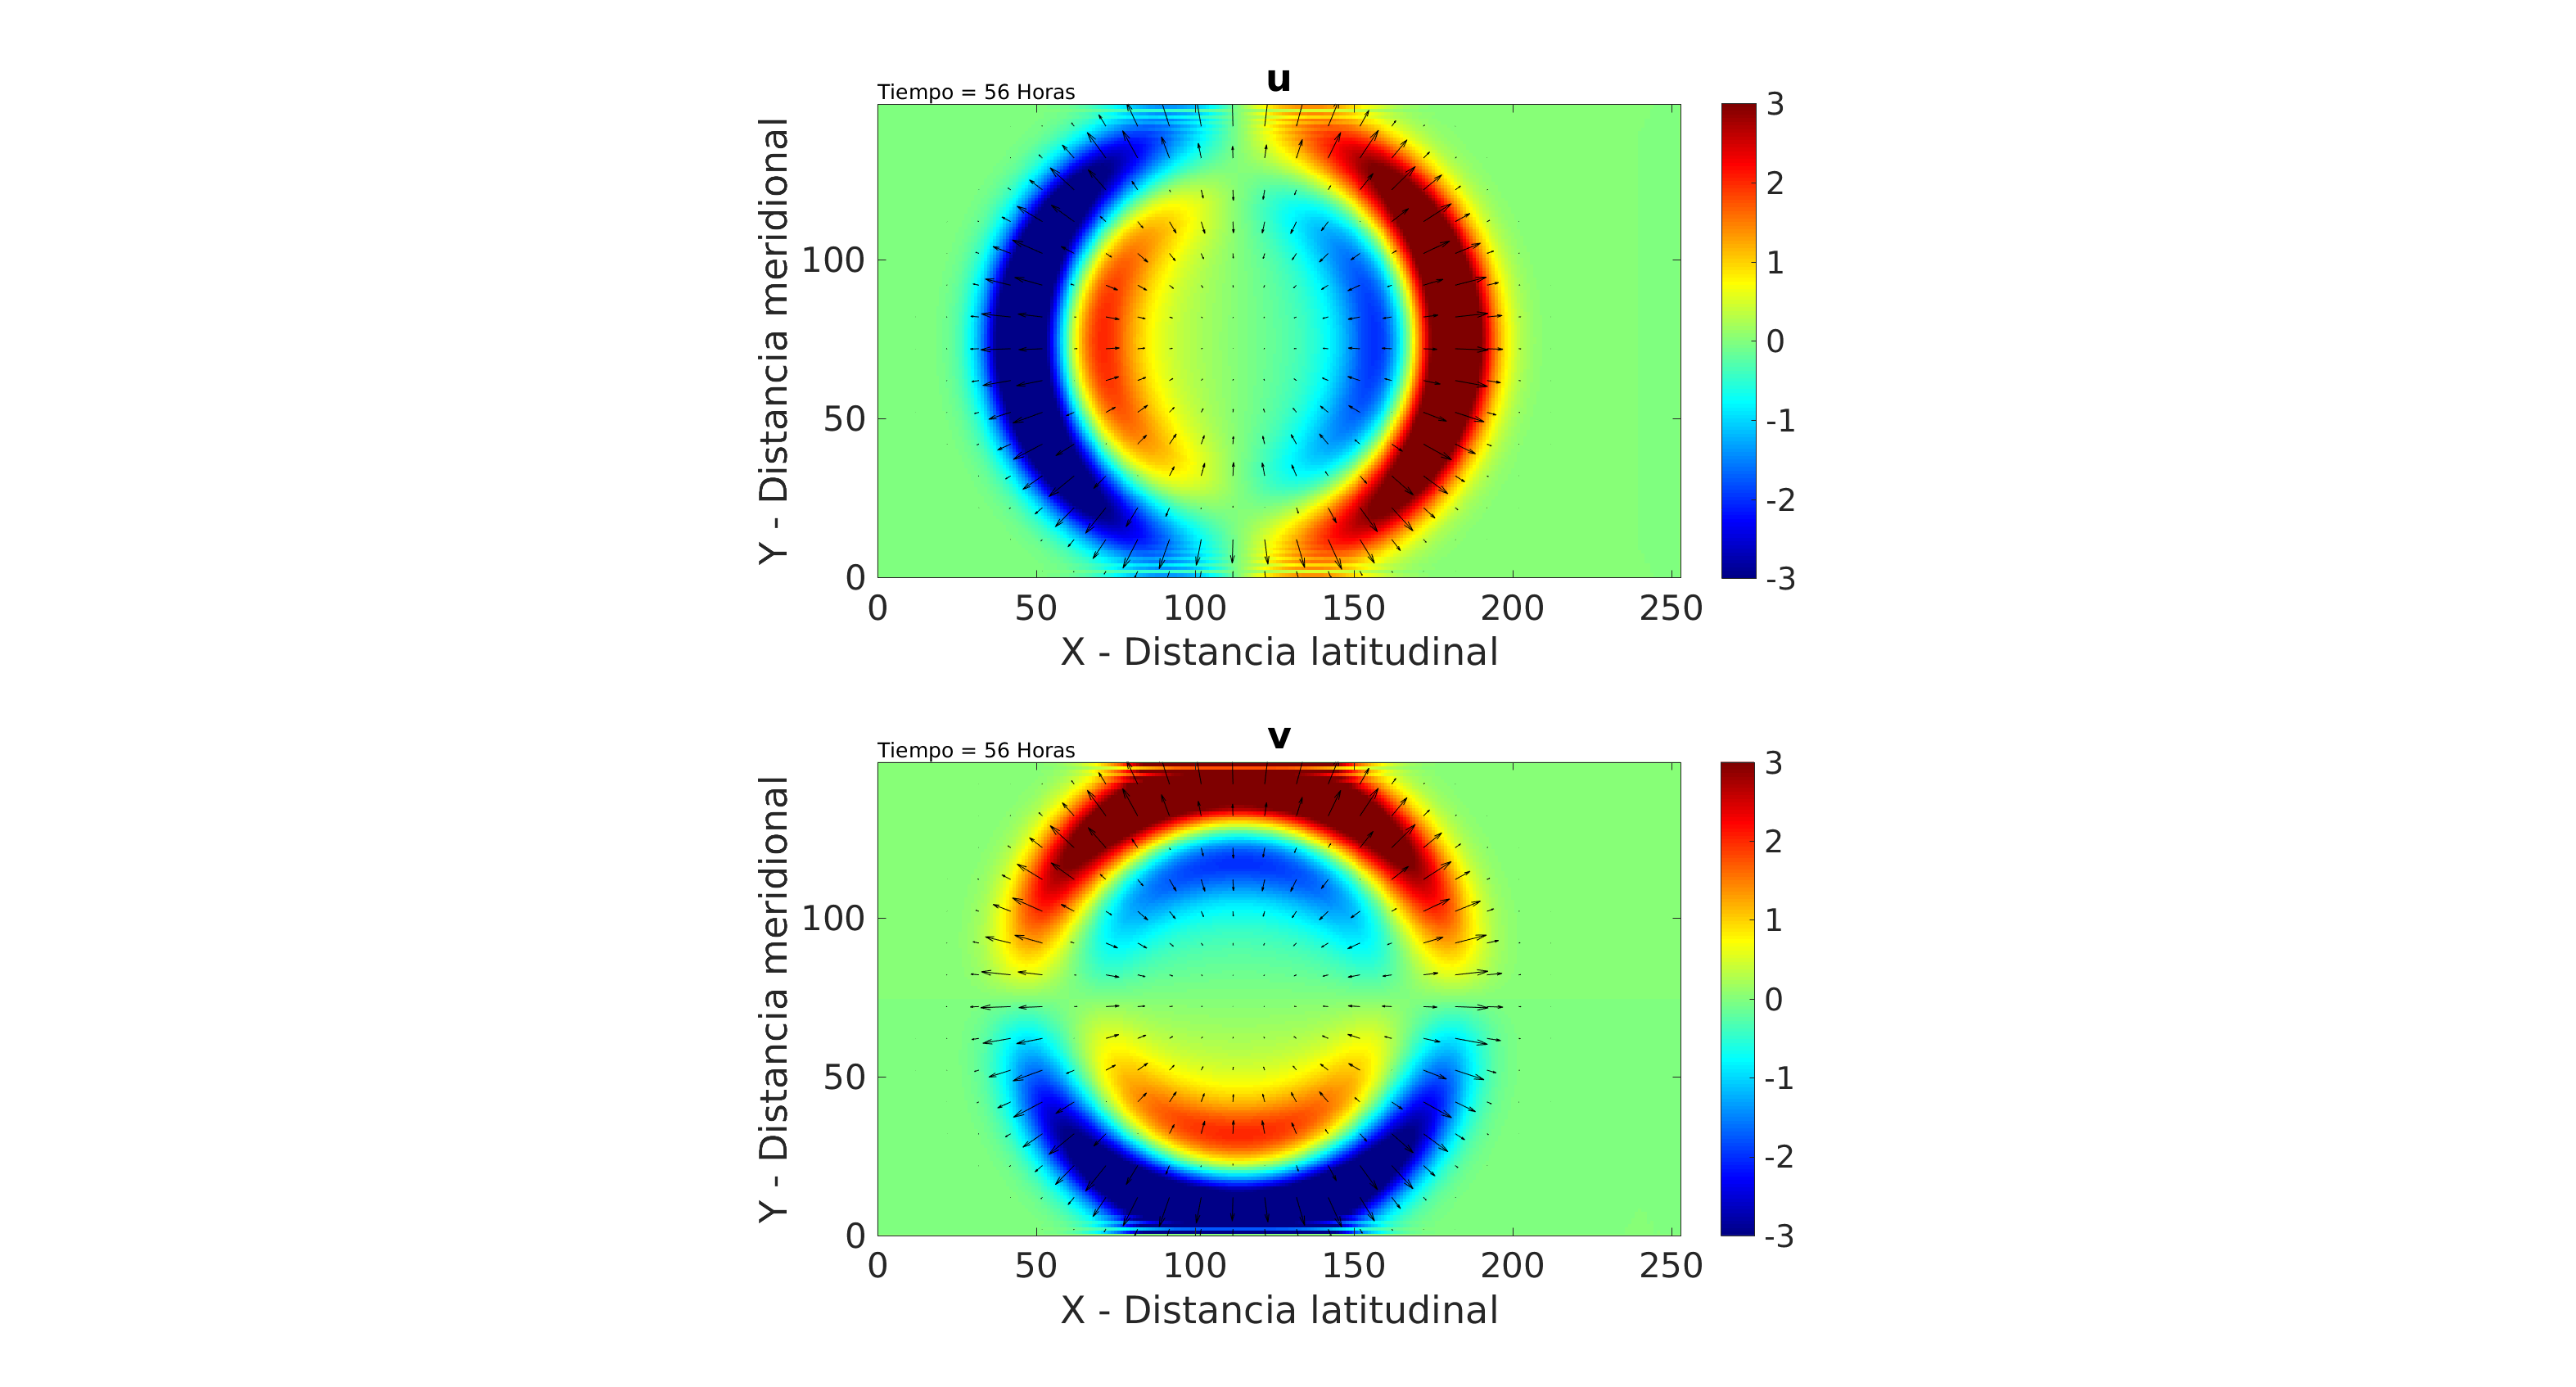 u
Tiempo = 56 Horas
Y - Distancia meridional
100
50
0
0 50 100 150 200 250
X - Distancia latitudinal
3
2
1
0
-1
-2
-3
v
Tiempo = 56 Horas
Y - Distancia meridional
100
50
0
0 50 100 150 200 250
X - Distancia latitudinal
3
2
1
0
-1
-2
-3